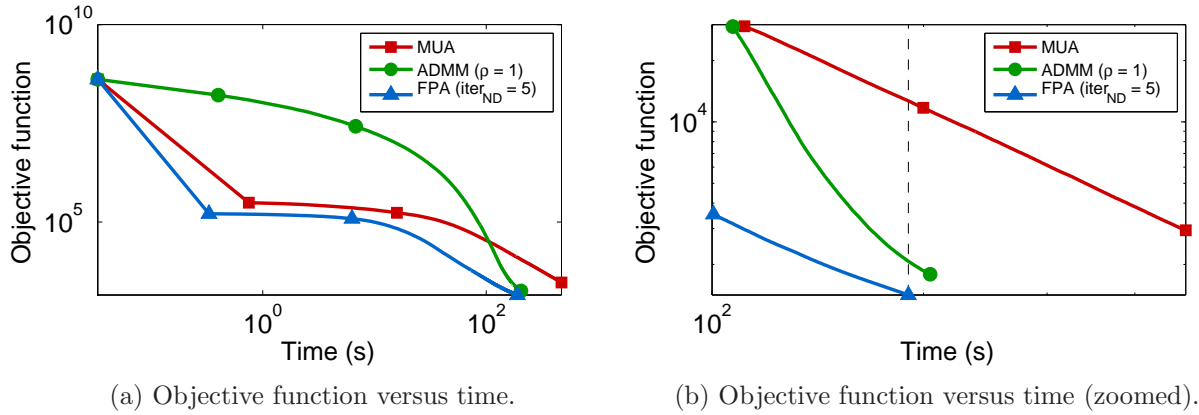 10^10
10^5
Objective function
MUA
ADMM (ρ = 1)
FPA (iter_ND = 5)
10^0
10^2
Time (s)
(a) Objective function versus time.
10^4
Objective function
MUA
ADMM (ρ = 1)
FPA (iter_ND = 5)
10^2
Time (s)
(b) Objective function versus time (zoomed).